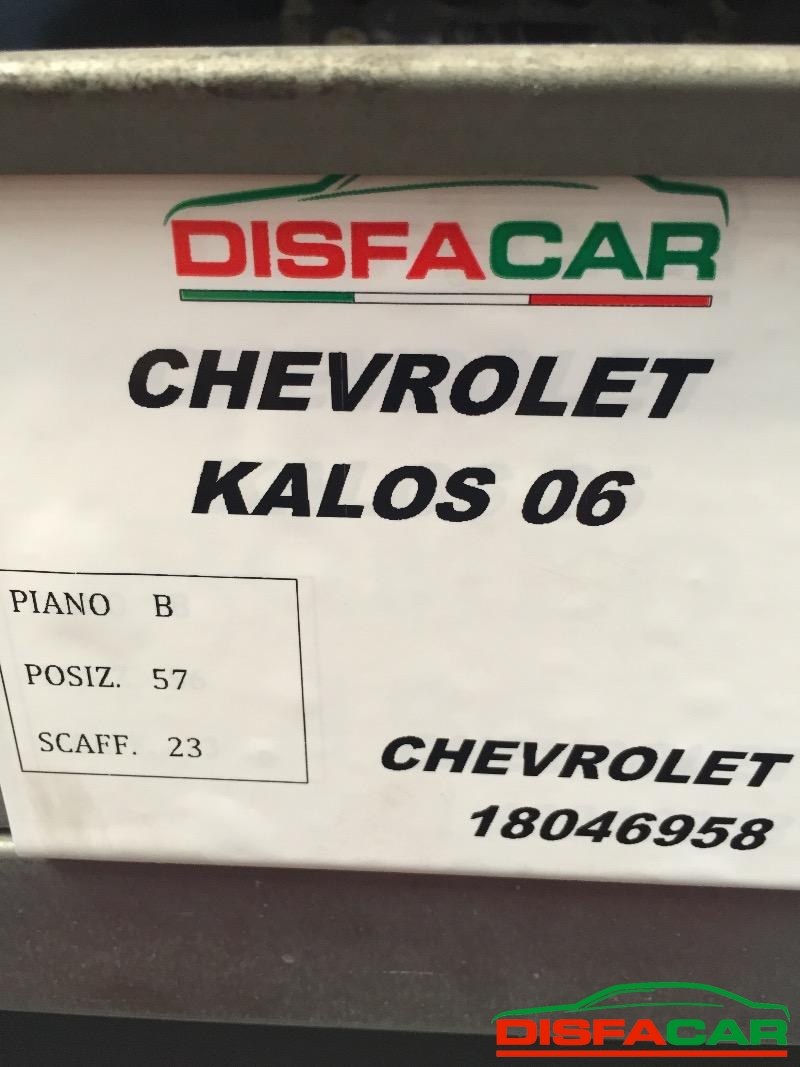 DISFACAR
CHEVROLET
KALOS 06
PIANO B
POSIZ. 57
SCAFF. 23
CHEVROLET
18046958
DISFACAR